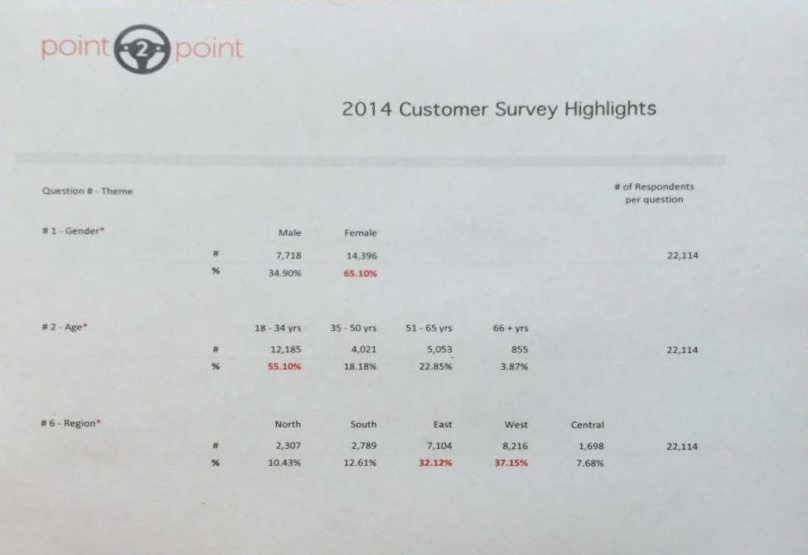 point 2 point
2014 Customer Survey Highlights
Question # - Theme
# of Respondents
per question
# 1 - Gender*
Male Female
# 7,718 14,396 22,114
% 34.90% 65.10%
# 2 - Age*
18 - 34 yrs 35 - 50 yrs 51 - 65 yrs 66 + yrs
# 12,185 4,021 5,053 855 22,114
% 55.10% 18.18% 22.85% 3.87%
# 6 - Region*
North South East West Central
# 2,307 2,789 7,104 8,216 1,698 22,114
% 10.43% 12.61% 32.12% 37.15% 7.68%